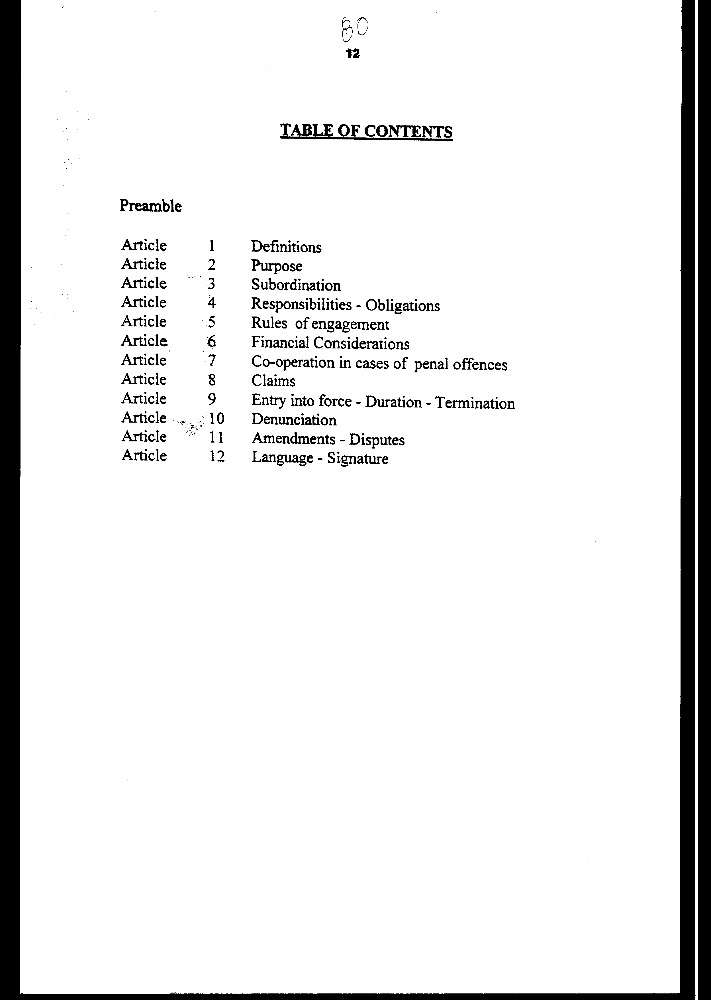 80
12
TABLE OF CONTENTS
Preamble
Article 1 Definitions
Article 2 Purpose
Article 3 Subordination
Article 4 Responsibilities - Obligations
Article 5 Rules of engagement
Article 6 Financial Considerations
Article 7 Co-operation in cases of penal offences
Article 8 Claims
Article 9 Entry into force - Duration - Termination
Article 10 Denunciation
Article 11 Amendments - Disputes
Article 12 Language - Signature